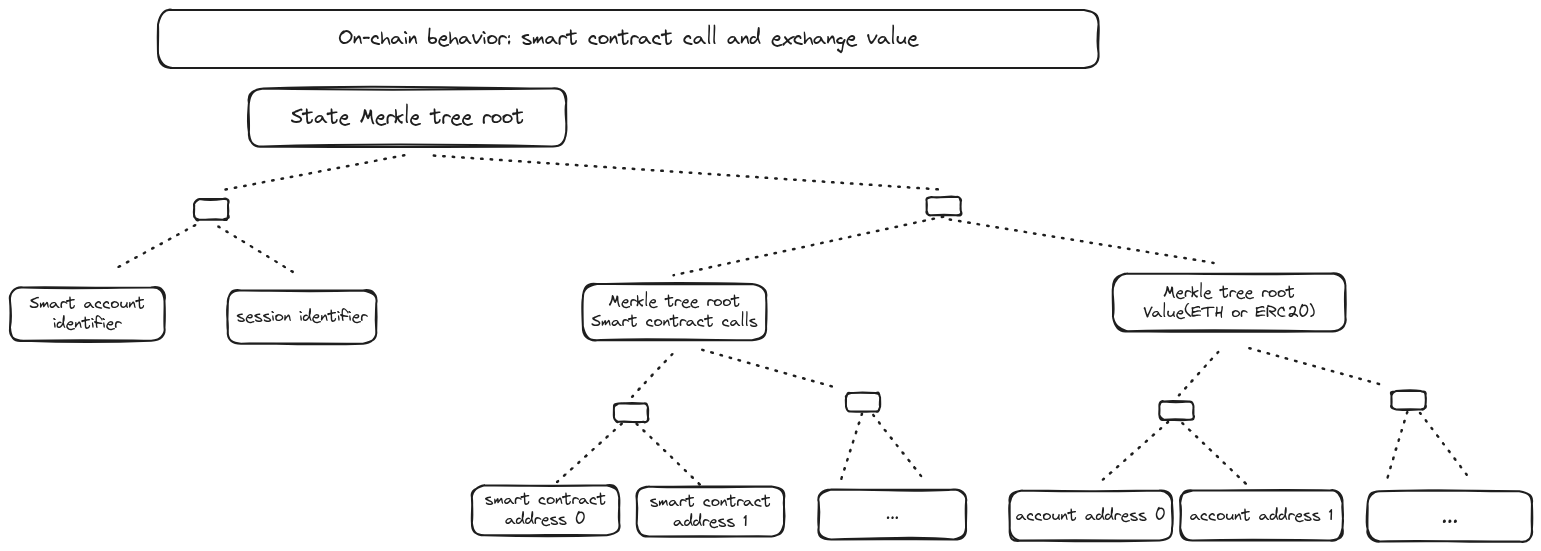 On-chain behavior: smart contract call and exchange value
State Merkle tree root
Smart account
identifier
session identifier
Merkle tree root
Smart contract calls
Merkle tree root
Value(ETH or ERC20)
smart contract
address 0
smart contract
address 1
...
account address 0
account address 1
...